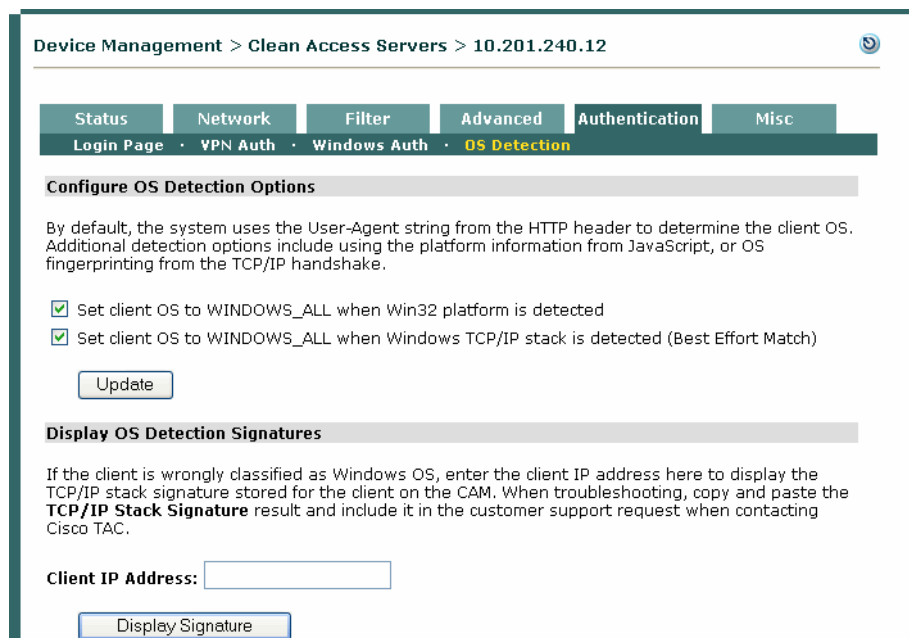 Device Management > Clean Access Servers > 10.201.240.12
Status Network Filter Advanced Authentication Misc
Login Page · VPN Auth · Windows Auth · OS Detection
Configure OS Detection Options
By default, the system uses the User-Agent string from the HTTP header to determine the client OS.
Additional detection options include using the platform information from JavaScript, or OS
fingerprinting from the TCP/IP handshake.
Set client OS to WINDOWS_ALL when Win32 platform is detected
Set client OS to WINDOWS_ALL when Windows TCP/IP stack is detected (Best Effort Match)
Update
Display OS Detection Signatures
If the client is wrongly classified as Windows OS, enter the client IP address here to display the
TCP/IP stack signature stored for the client on the CAM. When troubleshooting, copy and paste the
TCP/IP Stack Signature result and include it in the customer support request when contacting
Cisco TAC.
Client IP Address:
Display Signature